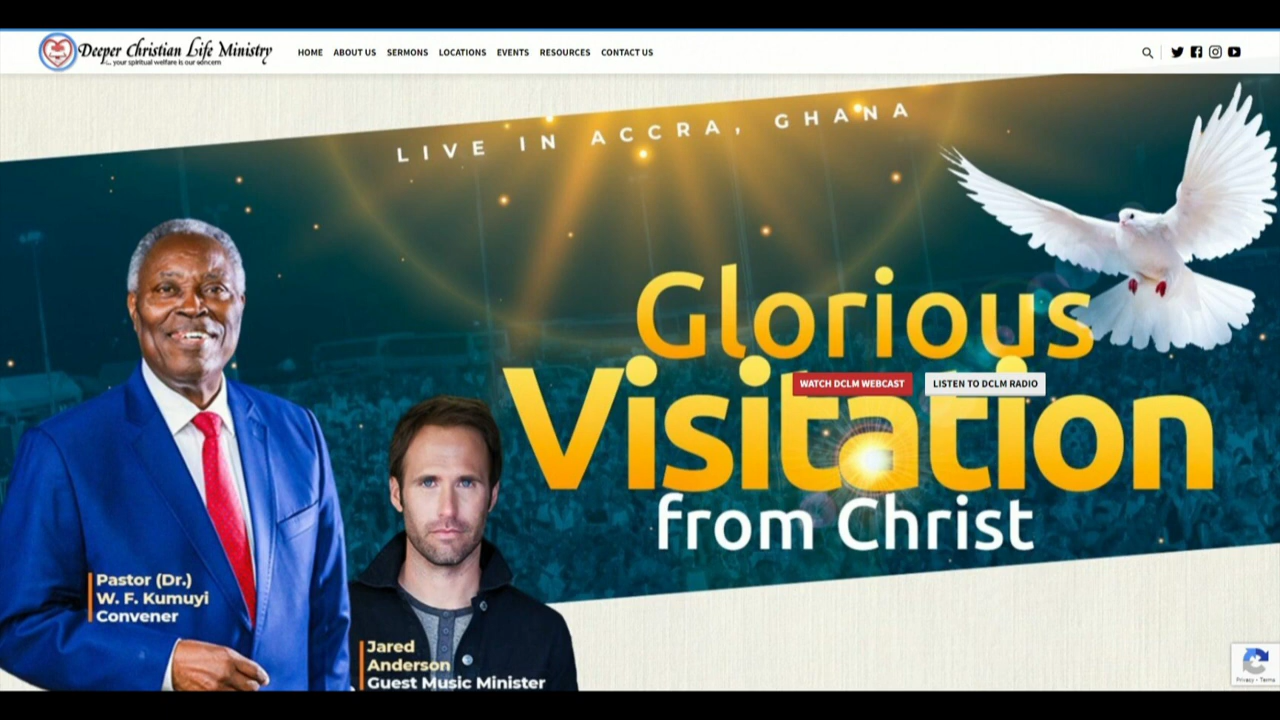 Deeper Christian Life Ministry
... your spiritual welfare is our concern
HOME ABOUT US SERMONS LOCATIONS EVENTS RESOURCES CONTACT US
LIVE IN ACCRA, GHANA
Glorious
Visitation
from Christ
WATCH DCLM WEBCAST LISTEN TO DCLM RADIO
Pastor (Dr.)
W. F. Kumuyi
Convener
Jared
Anderson
Guest Music Minister
Privacy - Terms